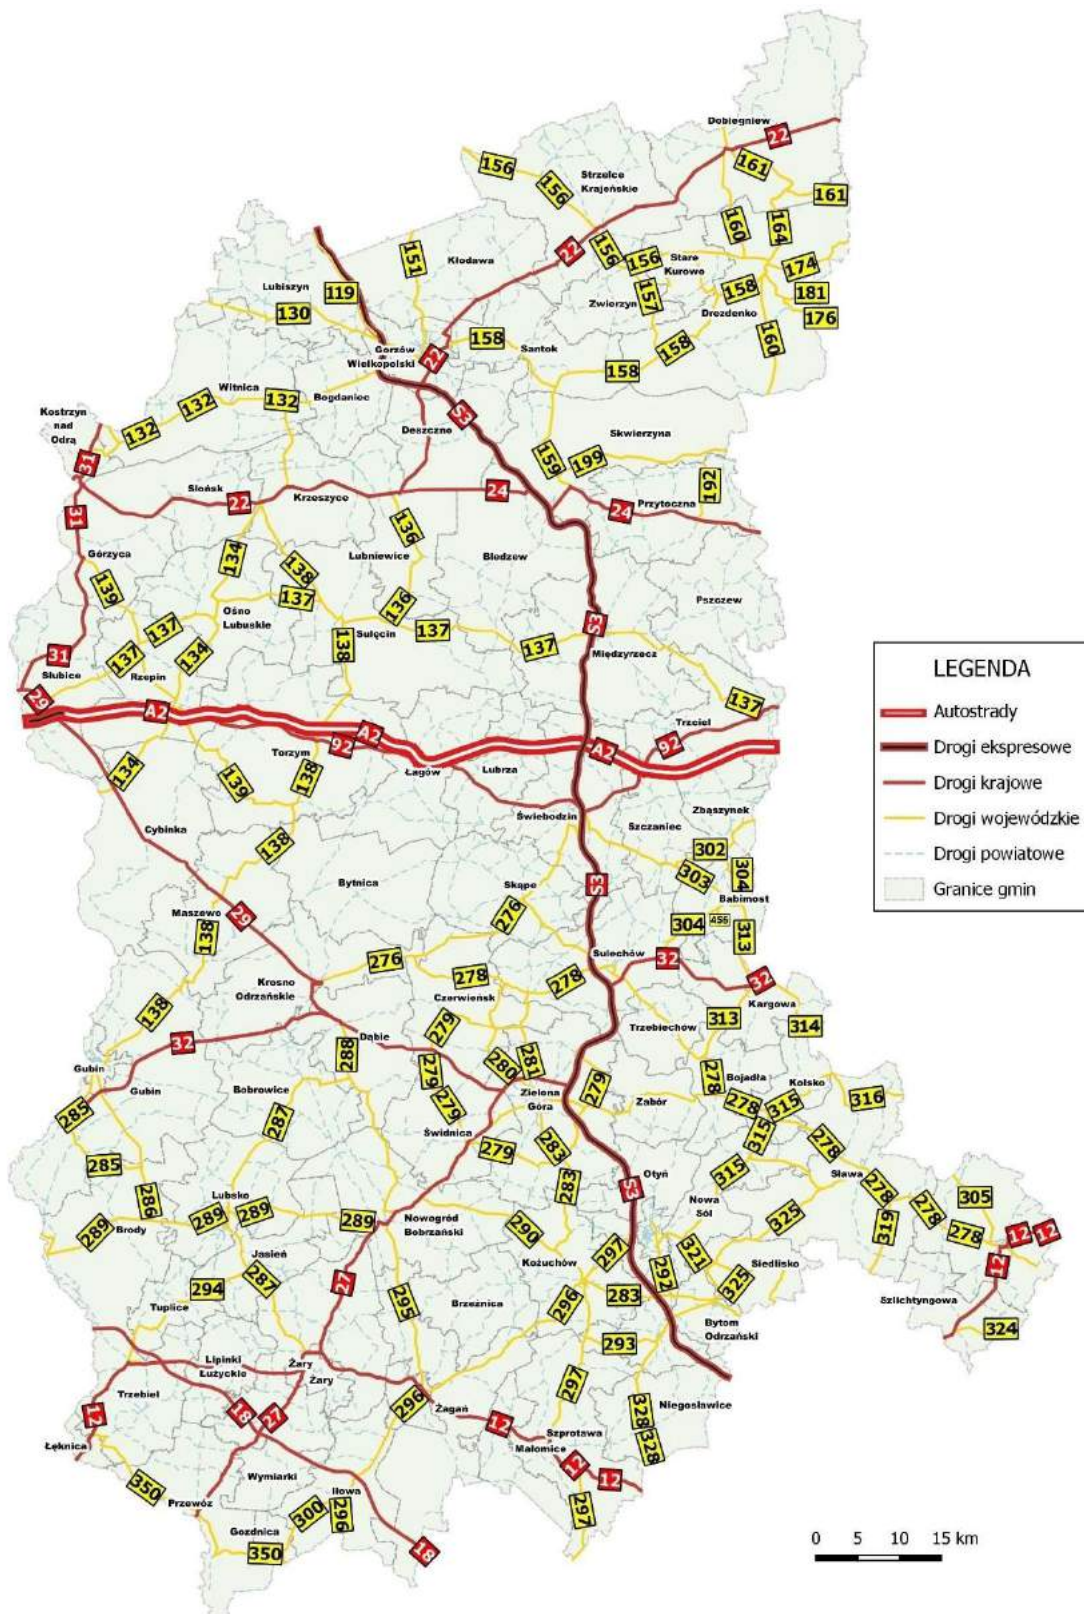 Dobiegniew
22
161
161
156
Strzelce
Krajeńskie
156
160
164
22
156
156
Stare
Kurowo
174
151
Kłodawa
157
158
181
Lubiszyn
119
Zwierzyn
Drezdenko
176
130
158
160
Gorzów
Wielkopolski
22
Santok
158
158
Witnica
132
132
Bogdaniec
S3
Kostrzyn
nad
Odrą
132
Deszczno
Skwierzyna
31
159
199
192
Słońsk
22
Krzeszyce
24
24
Przytoczna
31
136
Górzyca
134
138
Lubniewice
Bledzew
139
137
136
Pszczew
Ośno
Lubuskie
137
Sulęcin
137
S3
31
137
134
138
137
Międzyrzecz
Słubice
Rzepin
137
29
A2
Trzciel
A2
92
92
A2
134
Torzym
139
138
Łagów
Lubrza
Zbąszynek
Cybinka
Świebodzin
Szczaniec
138
302
303
304
Bytnica
Skąpe
S3
Babimost
Maszewo
29
276
456
138
304
313
276
Sulechów
32
32
Krosno
Odrzańskie
278
278
Czerwieńsk
Kargowa
138
Trzebiechów
313
314
32
288
Dąbie
279
280
281
Gubin
Gubin
Bobrowice
279
279
Zielona
Góra
279
278
Bojadła
Kolsko
285
287
Zabór
278
315
316
Świdnica
279
283
315
278
285
283
Otyń
315
Sława
286
Lubsko
S3
Nowa
Sól
278
305
289
Brody
289
289
289
Nowogród
Bobrzański
290
325
319
278
278
12
12
Jasień
Kożuchów
297
321
Siedlisko
12
294
287
27
292
325
Tuplice
295
Brzeźnica
296
283
Szlichtyngowa
Bytom
Odrzański
324
Lipinki
Łużyckie
Żary
Żary
293
Trzebiel
297
12
18
27
296
Żagań
Niegosławice
328
Łęknica
12
Szprotawa
328
Małomice
350
Wymiarki
12
12
Przewóz
Iłowa
300
296
297
Gozdnica
350
18
LEGENDA
Autostrady
Drogi ekspresowe
Drogi krajowe
Drogi wojewódzkie
Drogi powiatowe
Granice gmin
0 5 10 15 km